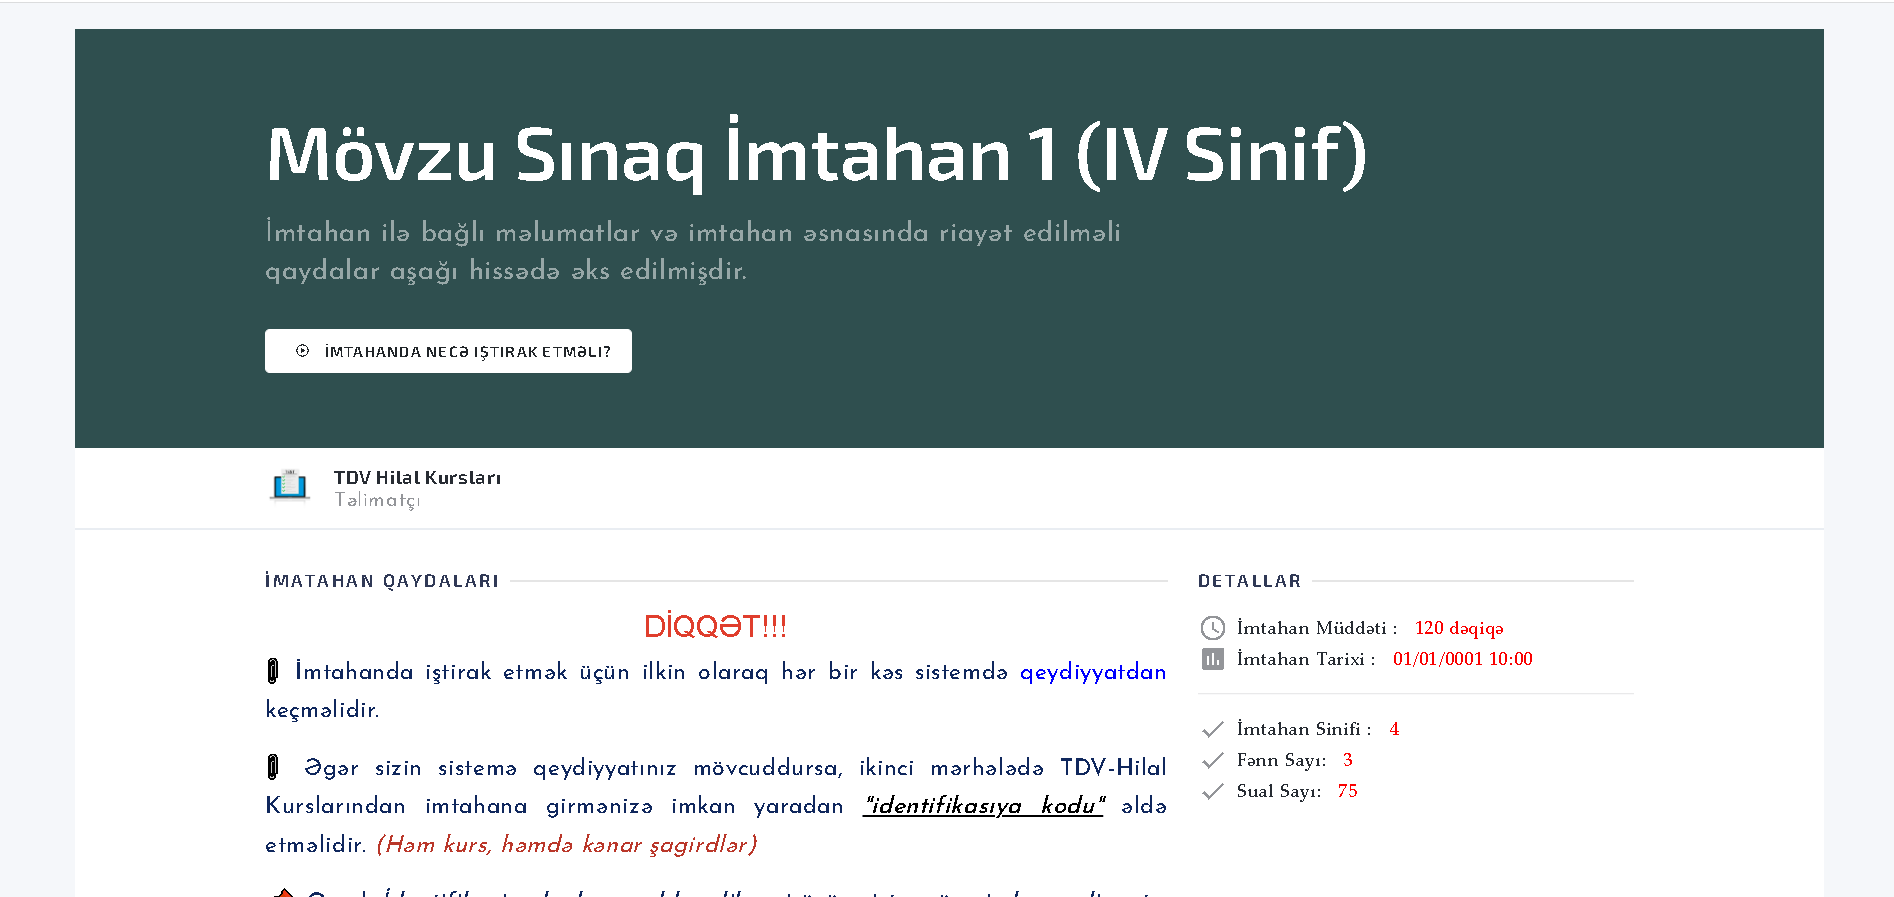 Mövzu Sınaq İmtahan 1 (IV Sinif)
İmtahan ilə bağlı məlumatlar və imtahan əsnasında riayət edilməli
qaydalar aşağı hissədə əks edilmişdir.
İMTAHANDA NECƏ IŞTIRAK ETMƏLI?
TDV Hilal Kursları
Təlimatçı
İMATAHAN QAYDALARI
DİQQƏT!!!
İmtahanda iştirak etmək üçün ilkin olaraq hər bir kəs sistemdə qeydiyyatdan
keçməlidir.
Əgər sizin sistemə qeydiyyatınız mövcuddursa, ikinci mərhələdə TDV-Hilal
Kurslarından imtahana girmənizə imkan yaradan "identifikasıya kodu" əldə
etməlidir. (Həm kurs, həmdə kənar şagirdlər)
DETALLAR
İmtahan Müddəti : 120 dəqiqə
İmtahan Tarixi : 01/01/0001 10:00
İmtahan Sinifi : 4
Fənn Sayı: 3
Sual Sayı: 75